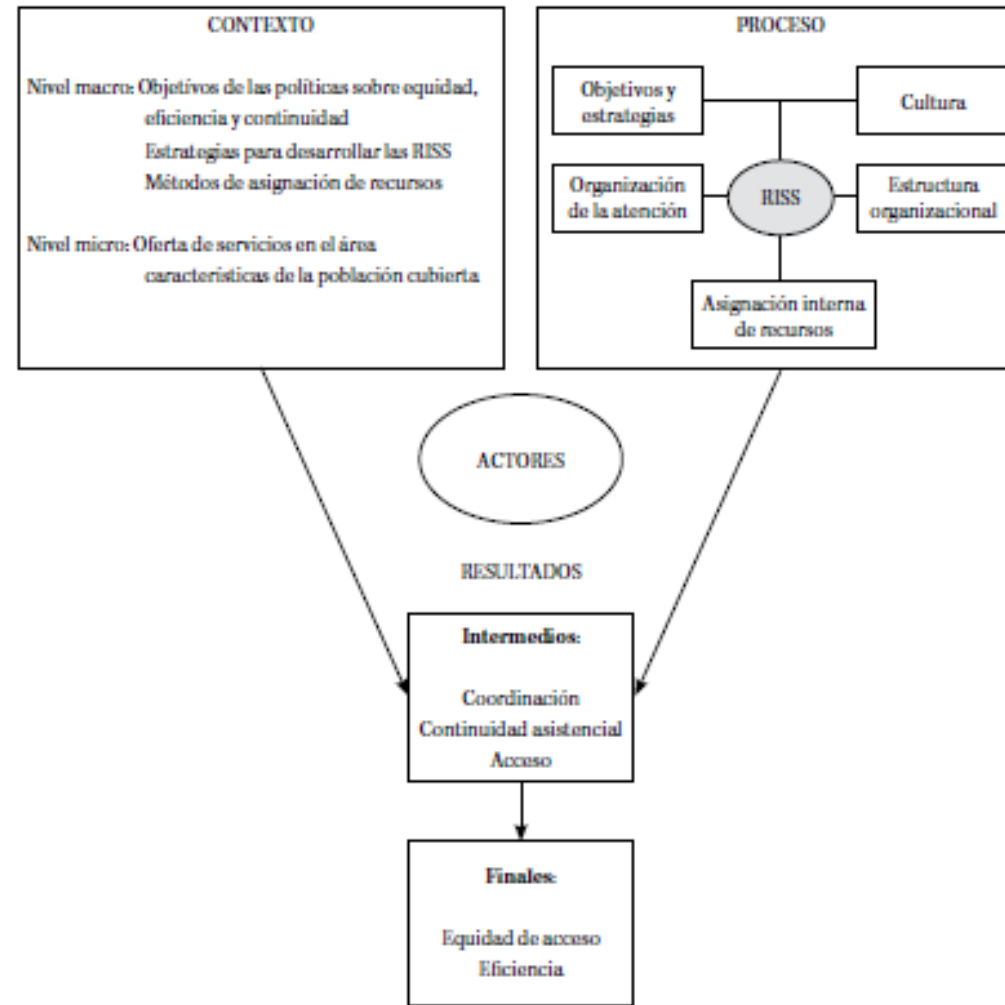 CONTEXTO
Nivel macro: Objetivos de las políticas sobre equidad,
eficiencia y continuidad
Estrategias para desarrollar las RISS
Métodos de asignación de recursos
Nivel micro: Oferta de servicios en el área
características de la población cubierta
PROCESO
Objetivos y
estrategias
Cultura
Organización
de la atención
RISS
Estructura
organizacional
Asignación interna
de recursos
ACTORES
RESULTADOS
Intermedios:
Coordinación
Continuidad asistencial
Acceso
Finales:
Equidad de acceso
Eficiencia